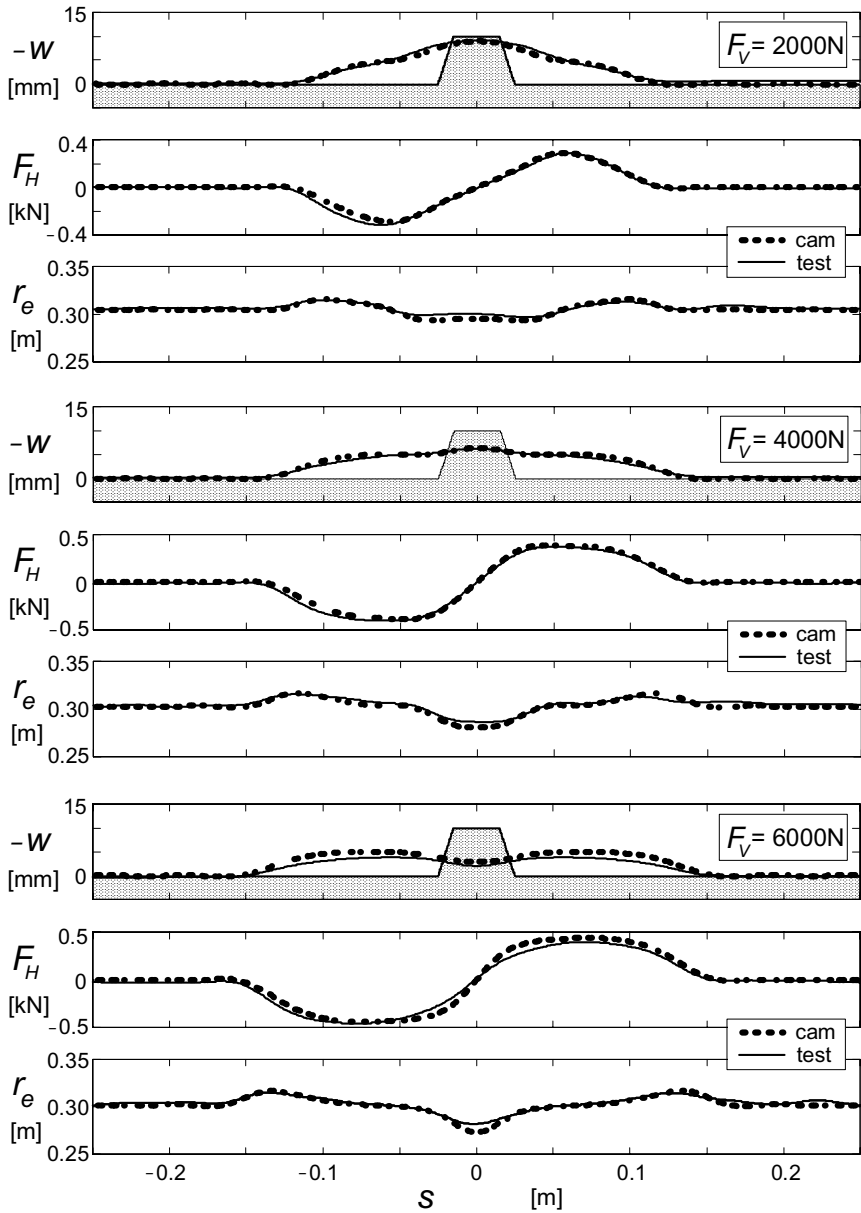 15
−w
0
[mm]
F_V = 2000N
0.4
F_H
0
[kN]
−0.4
cam
test
0.35
r_e
0.30
[m]
0.25
15
−w
0
[mm]
F_V = 4000N
0.5
F_H
0
[kN]
−0.5
cam
test
0.35
r_e
0.30
[m]
0.25
15
−w
0
[mm]
F_V = 6000N
0.5
F_H
0
[kN]
−0.5
cam
test
0.35
r_e
0.30
[m]
0.25
−0.2 −0.1 0 0.1 0.2
s [m]